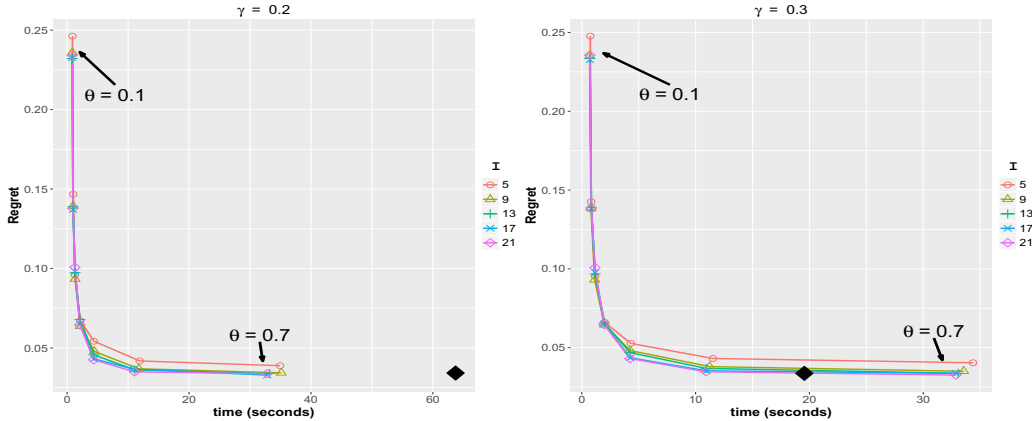 γ = 0.2
0.25
0.20
0.15
0.10
0.05
Regret
θ = 0.1
θ = 0.7
0
20
40
60
time (seconds)
I
5
9
13
17
21
γ = 0.3
0.25
0.20
0.15
0.10
0.05
Regret
θ = 0.1
θ = 0.7
0
10
20
30
time (seconds)
I
5
9
13
17
21